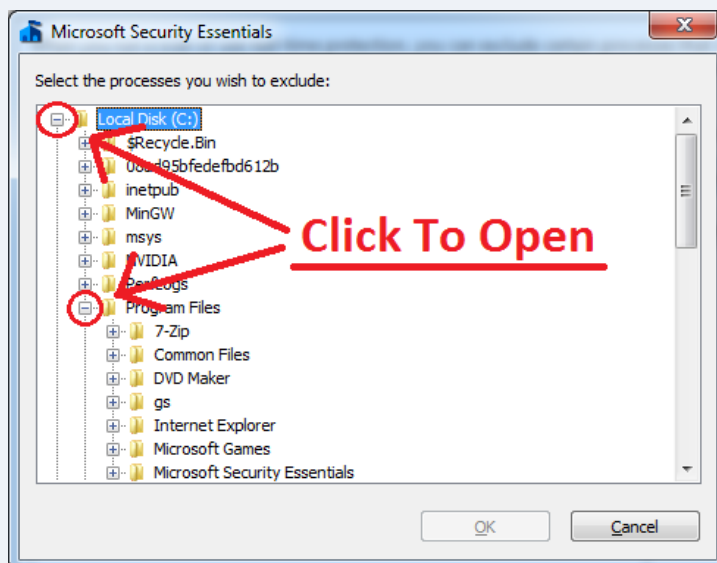 Microsoft Security Essentials
Select the processes you wish to exclude:
Local Disk (C:)
$Recycle.Bin
inetpub
MinGW
msys
NVIDIA
PerfLogs
Program Files
7-Zip
Common Files
DVD Maker
gs
Internet Explorer
Microsoft Games
Microsoft Security Essentials
Click To Open
OK
Cancel